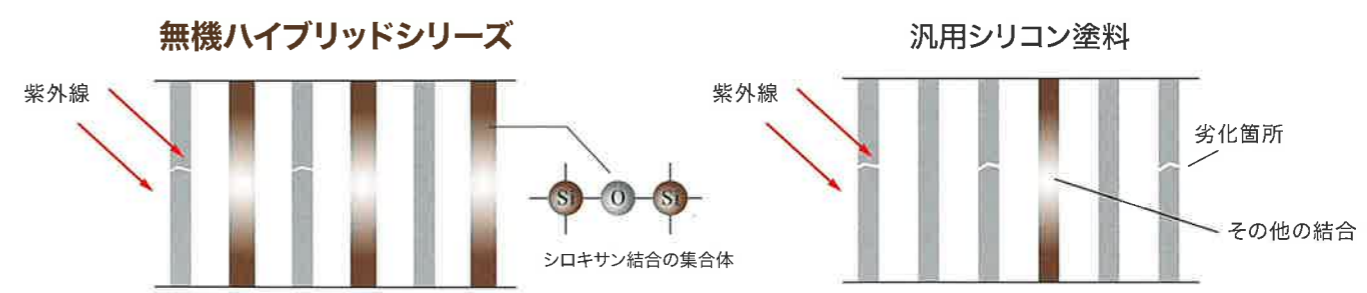 無機ハイブリッドシリーズ
紫外線
Si O Si
シロキサン結合の集合体
汎用シリコン塗料
紫外線
劣化箇所
その他の結合